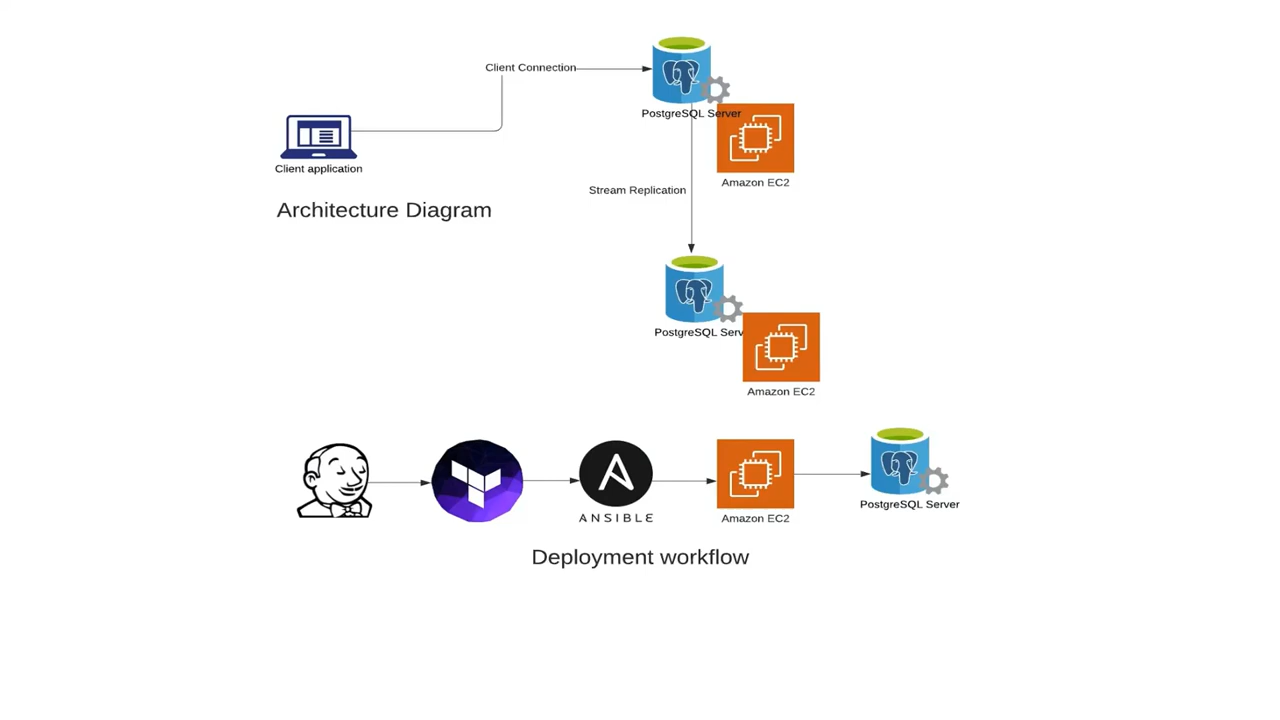 Client Connection
PostgreSQL Server
Client application
Amazon EC2
Stream Replication
Architecture Diagram
PostgreSQL Serv
Amazon EC2
ANSIBLE
Amazon EC2
PostgreSQL Server
Deployment workflow